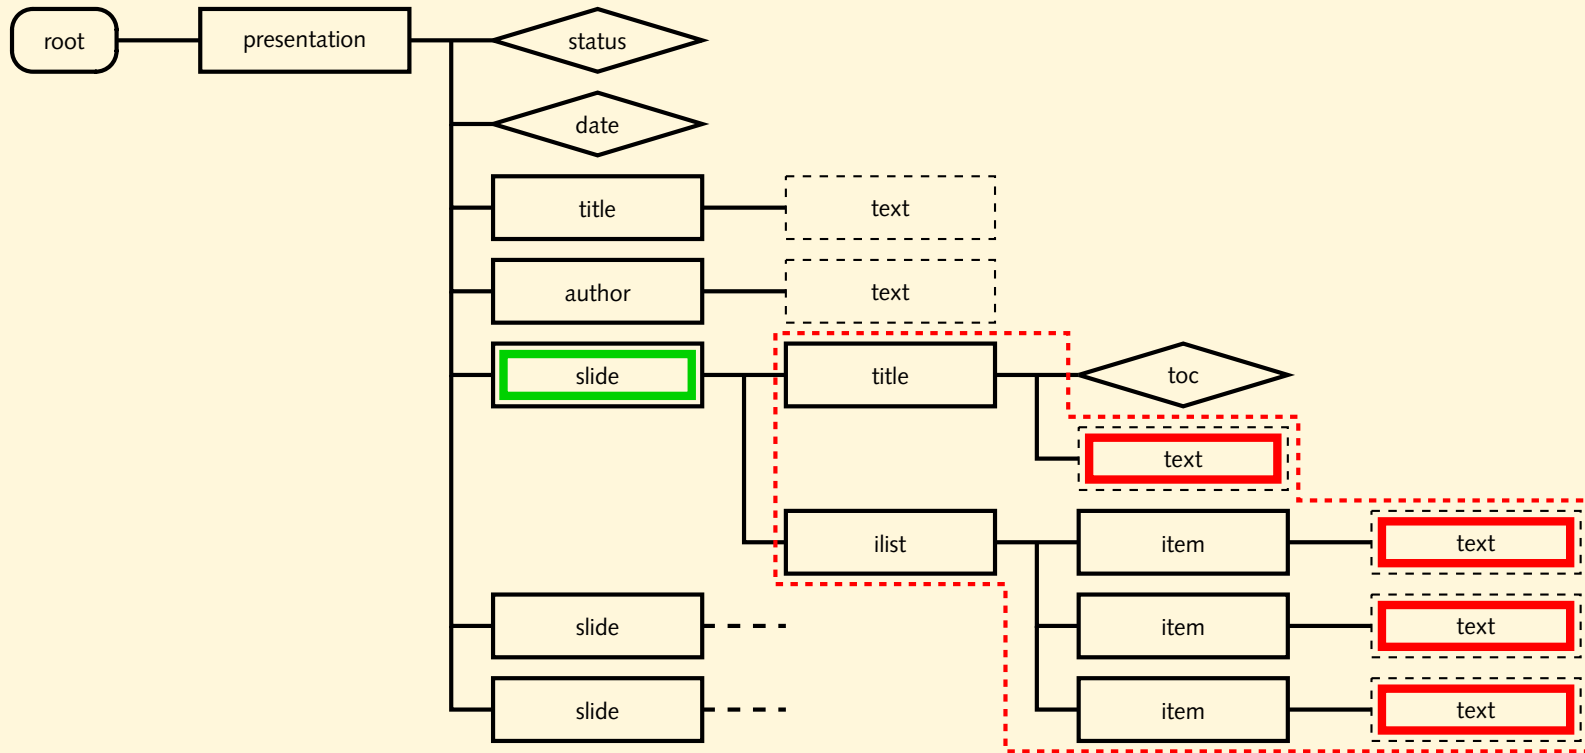 root presentation status
date
title text
author text
slide title toc
text
ilist item text
slide item text
slide item text